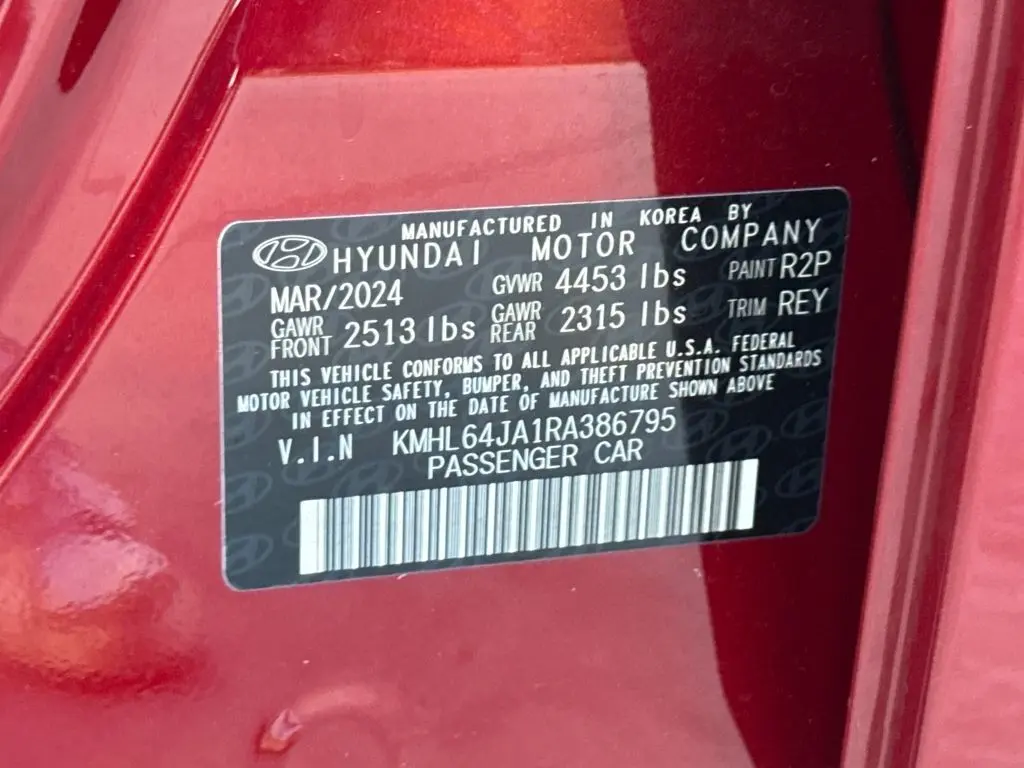 MANUFACTURED IN KOREA BY
HYUNDAI MOTOR COMPANY
MAR/2024 GVWR 4453 lbs PAINT R2P
GAWR FRONT 2513 lbs GAWR REAR 2315 lbs TRIM REY
THIS VEHICLE CONFORMS TO ALL APPLICABLE U.S.A. FEDERAL
MOTOR VEHICLE SAFETY, BUMPER, AND THEFT PREVENTION STANDARDS
IN EFFECT ON THE DATE OF MANUFACTURE SHOWN ABOVE
V.I.N KMHL64JA1RA386795
PASSENGER CAR